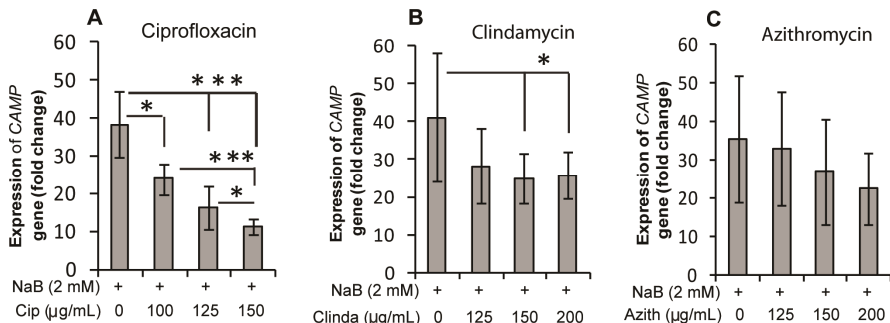 A
Ciprofloxacin
Expression of CAMP
gene (fold change)
60
50
40
30
20
10
0
***
*
***
*
NaB (2 mM) + + + +
Cip (µg/mL) 0 100 125 150
B
Clindamycin
Expression of CAMP
gene (fold change)
60
50
40
30
20
10
0
*
NaB (2 mM) + + + +
Clinda (µg/mL) 0 125 150 200
C
Azithromycin
Expression of CAMP
gene (fold change)
60
50
40
30
20
10
0
NaB (2 mM) + + + +
Azith (µg/mL) 0 125 150 200